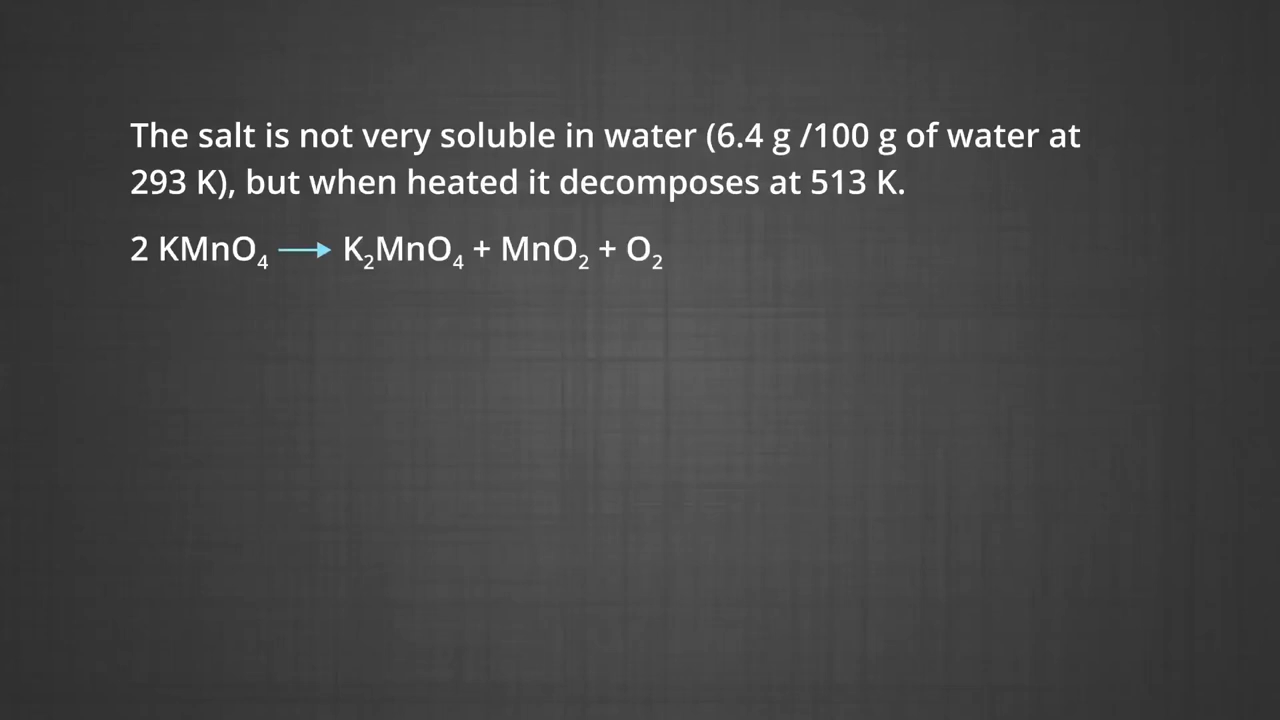 The salt is not very soluble in water (6.4 g /100 g of water at
293 K), but when heated it decomposes at 513 K.
2 KMnO₄ ⟶ K₂MnO₄ + MnO₂ + O₂